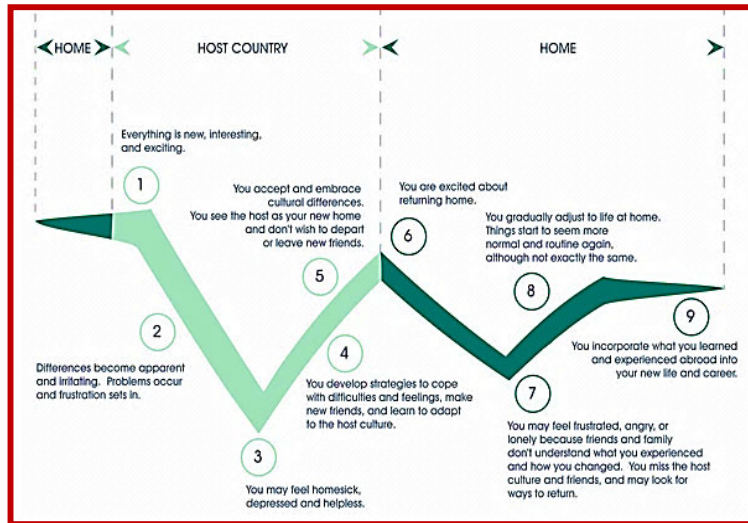 HOME
HOST COUNTRY
HOME
Everything is new, interesting,
and exciting.
1
You accept and embrace
cultural differences.
You see the host as your new home
and don't wish to depart
or leave new friends.
5
You are excited about
returning home.
6
You gradually adjust to life at home.
Things start to seem more
normal and routine again,
although not exactly the same.
8
2
Differences become apparent
and irritating. Problems occur
and frustration sets in.
4
You develop strategies to cope
with difficulties and feelings, make
new friends, and learn to adapt
to the host culture.
9
You incorporate what you learned
and experienced abroad into
your new life and career.
3
You may feel homesick,
depressed and helpless.
7
You may feel frustrated, angry, or
lonely because friends and family
don't understand what you experienced
and how you changed. You miss the host
culture and friends, and may look for
ways to return.